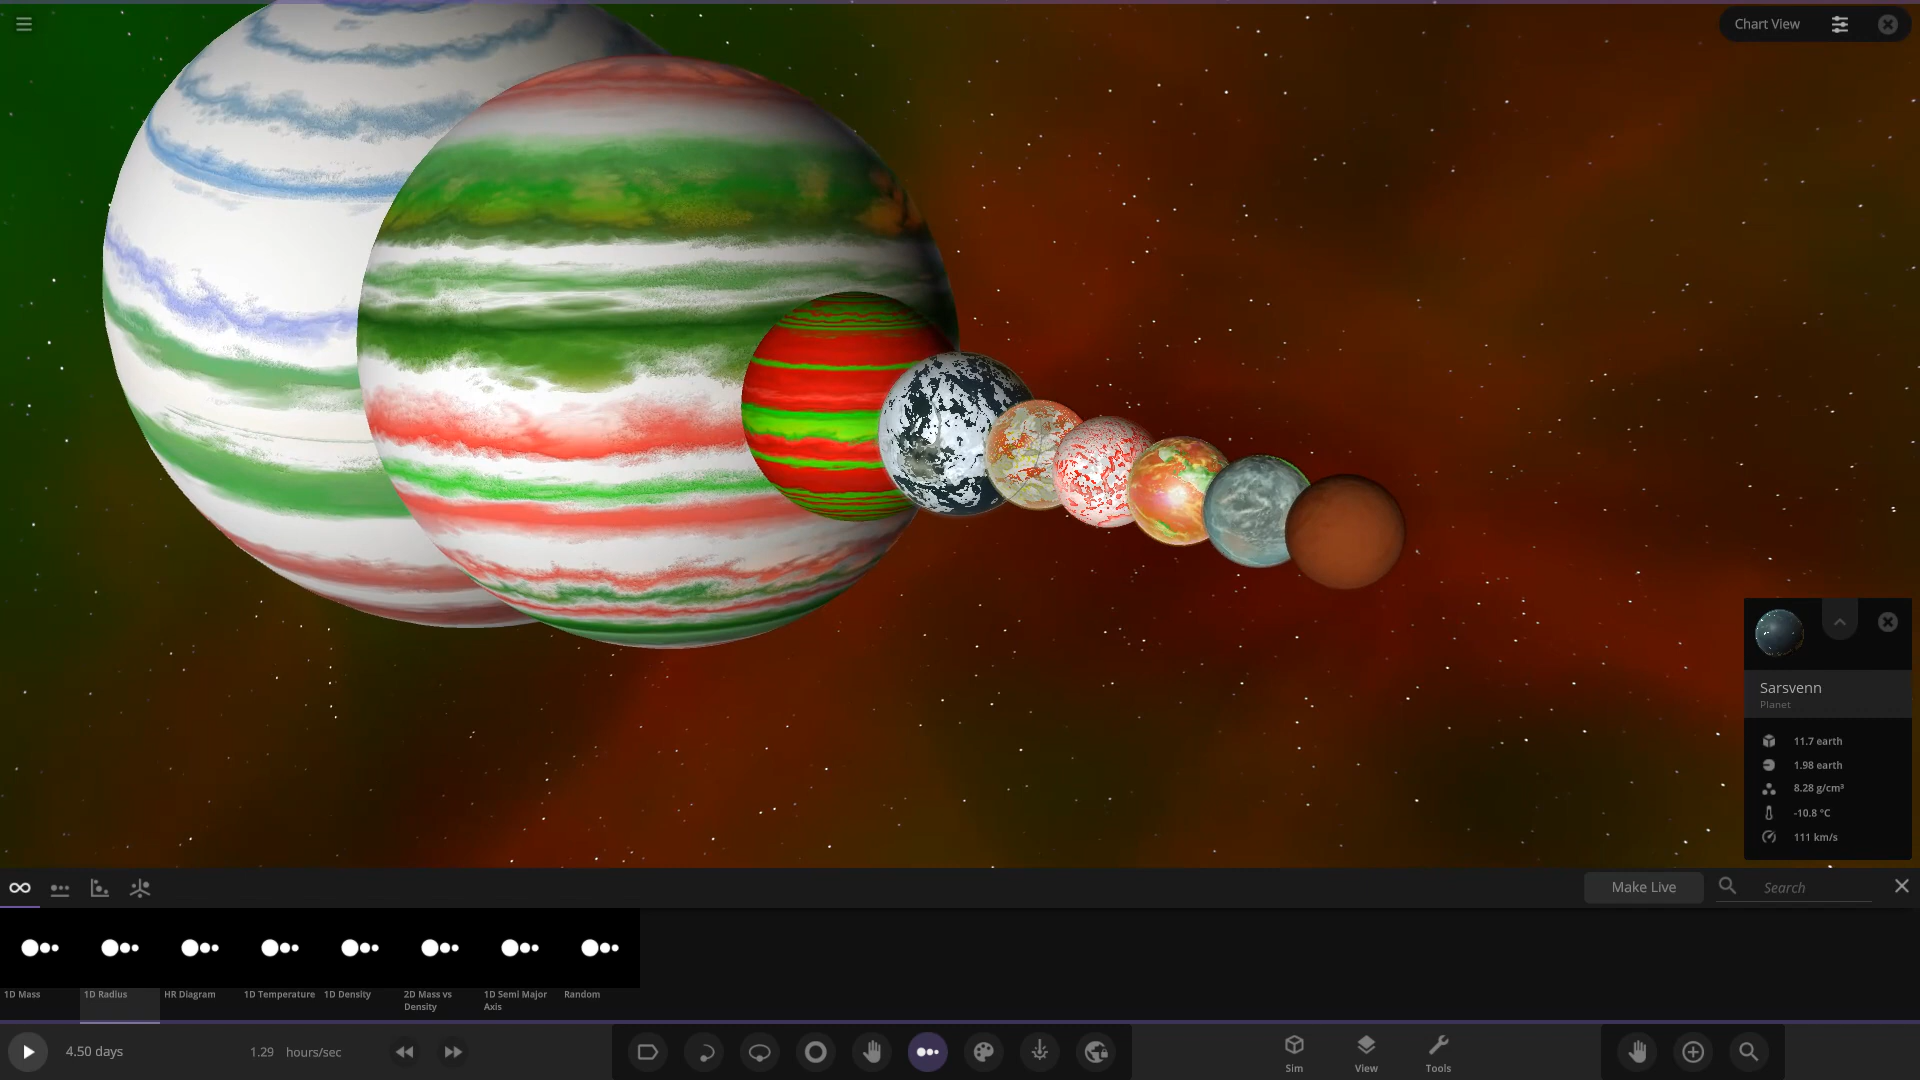 Chart View
Sarsvenn
Planet
11.7 earth
1.98 earth
8.28 g/cm³
-10.8 °C
111 km/s
Make Live
Search
1D Mass
1D Radius
HR Diagram
1D Temperature
1D Density
2D Mass vs
Density
1D Semi Major
Axis
Random
4.50 days
1.29 hours/sec
Sim
View
Tools